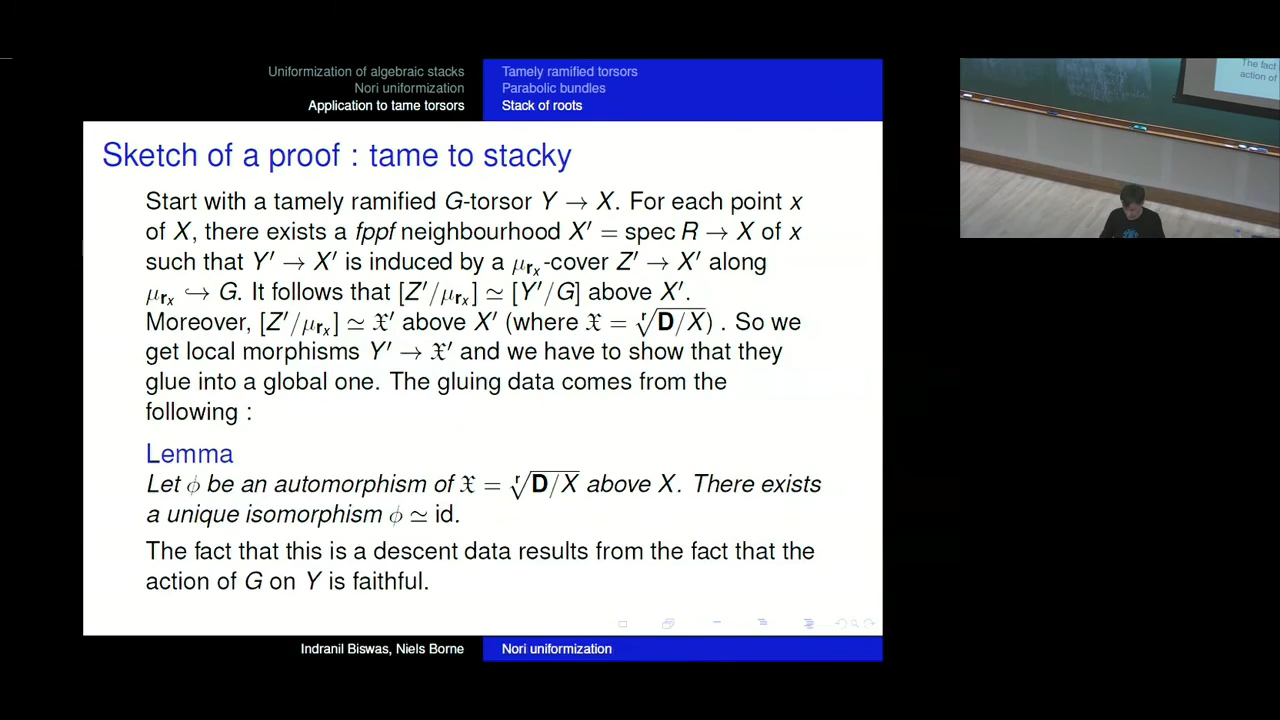 Uniformization of algebraic stacks
Nori uniformization
Application to tame torsors
Tamely ramified torsors
Parabolic bundles
Stack of roots
Sketch of a proof : tame to stacky
Start with a tamely ramified G-torsor Y → X. For each point x
of X, there exists a fppf neighbourhood X′ = spec R → X of x
such that Y′ → X′ is induced by a μ_{r_x}-cover Z′ → X′ along
μ_{r_x} ↪ G. It follows that [Z′/μ_{r_x}] ≃ [Y′/G] above X′.
Moreover, [Z′/μ_{r_x}] ≃ 𝔛′ above X′ (where 𝔛 = \sqrt[r]{D/X}) . So we
get local morphisms Y′ → 𝔛′ and we have to show that they
glue into a global one. The gluing data comes from the
following :
Lemma
Let ϕ be an automorphism of 𝔛 = \sqrt[r]{D/X} above X. There exists
a unique isomorphism ϕ ≃ id.
The fact that this is a descent data results from the fact that the
action of G on Y is faithful.
Indranil Biswas, Niels Borne
Nori uniformization
The fact
action of